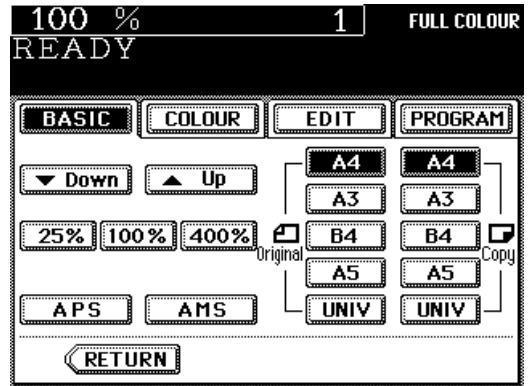 100 % 1 FULL COLOUR
READY
BASIC COLOUR EDIT PROGRAM
▼ Down ▲ Up
25% 100% 400%
APS AMS
Original
A4 A4
A3 A3
B4 B4
A5 A5
UNIV UNIV
Copy
RETURN